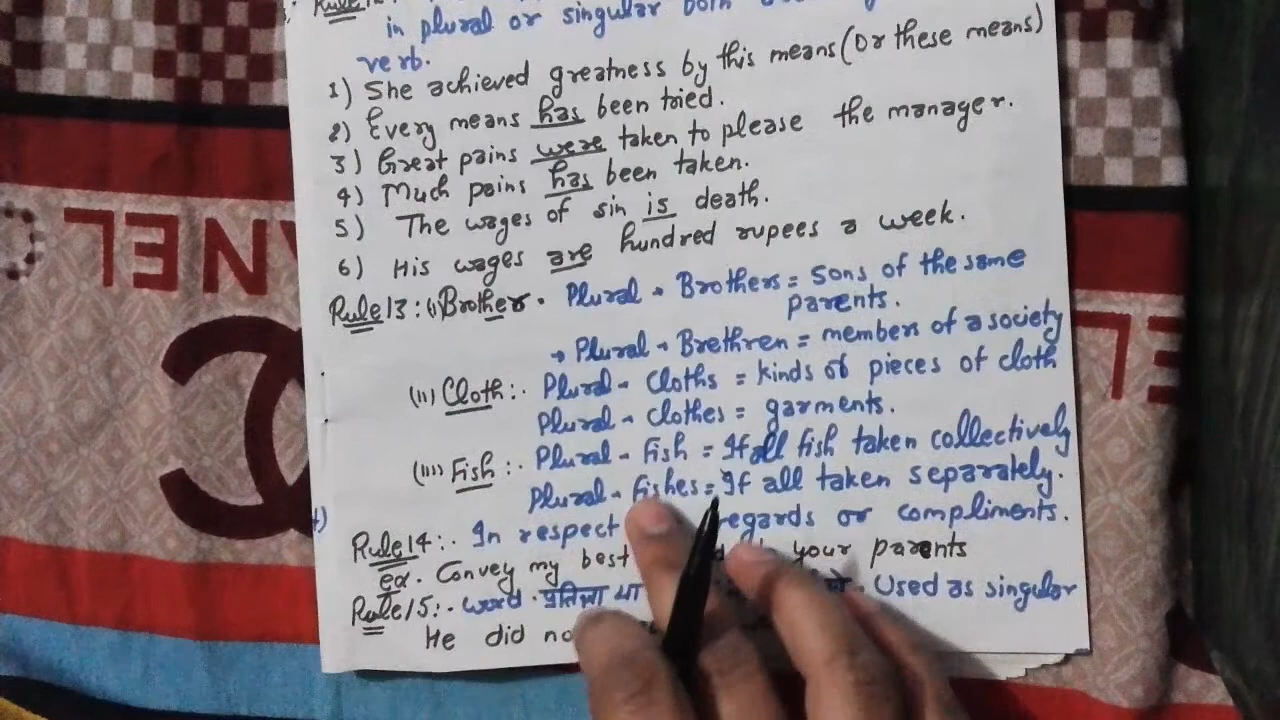 in plural or singular both
verb.
1) She achieved greatness by this means (or these means)
2) Every means has been tried.
3) Great pains were taken to please the manager.
4) Much pains has been taken.
5) The wages of sin is death.
6) His wages are hundred rupees a week.
Rule 13 : (i) Brother. Plural - Brothers = Sons of the same
parents.
→ Plural - Brethren = members of a society
(ii) Cloth :. Plural - Cloths = kinds of pieces of cloth
Plural - Clothes = garments.
(iii) Fish :. Plural - Fish = If all fish taken collectively
Plural - Fishes = If all taken separately.
Rule 14 :. In respect regards or compliments.
ex. Convey my best your parents
Rule 15 :. Word. Used as singular
He did